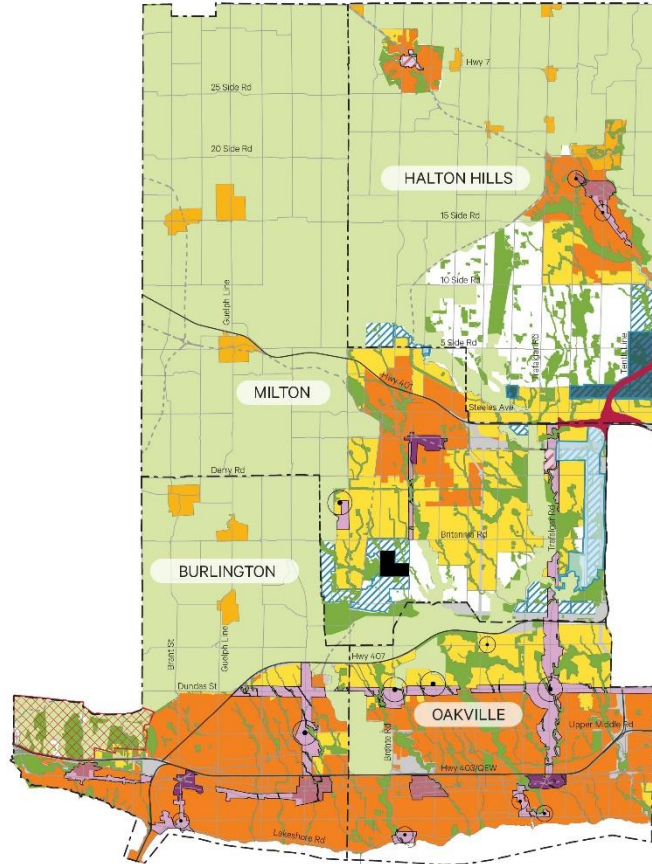 Hwy 7
25 Side Rd
20 Side Rd
HALTON HILLS
15 Side Rd
10 Side Rd
Guelph Line
5 Side Rd
Trafalgar Rd
Tenth Line
Hwy 401
MILTON
Steeles Ave
Derry Rd
Britannia Rd
Trafalgar Rd
BURLINGTON
Brant St
Guelph Line
Hwy 407
Dundas St
OAKVILLE
Upper Middle Rd
Bronte Rd
Hwy 403/QEW
Lakeshore Rd